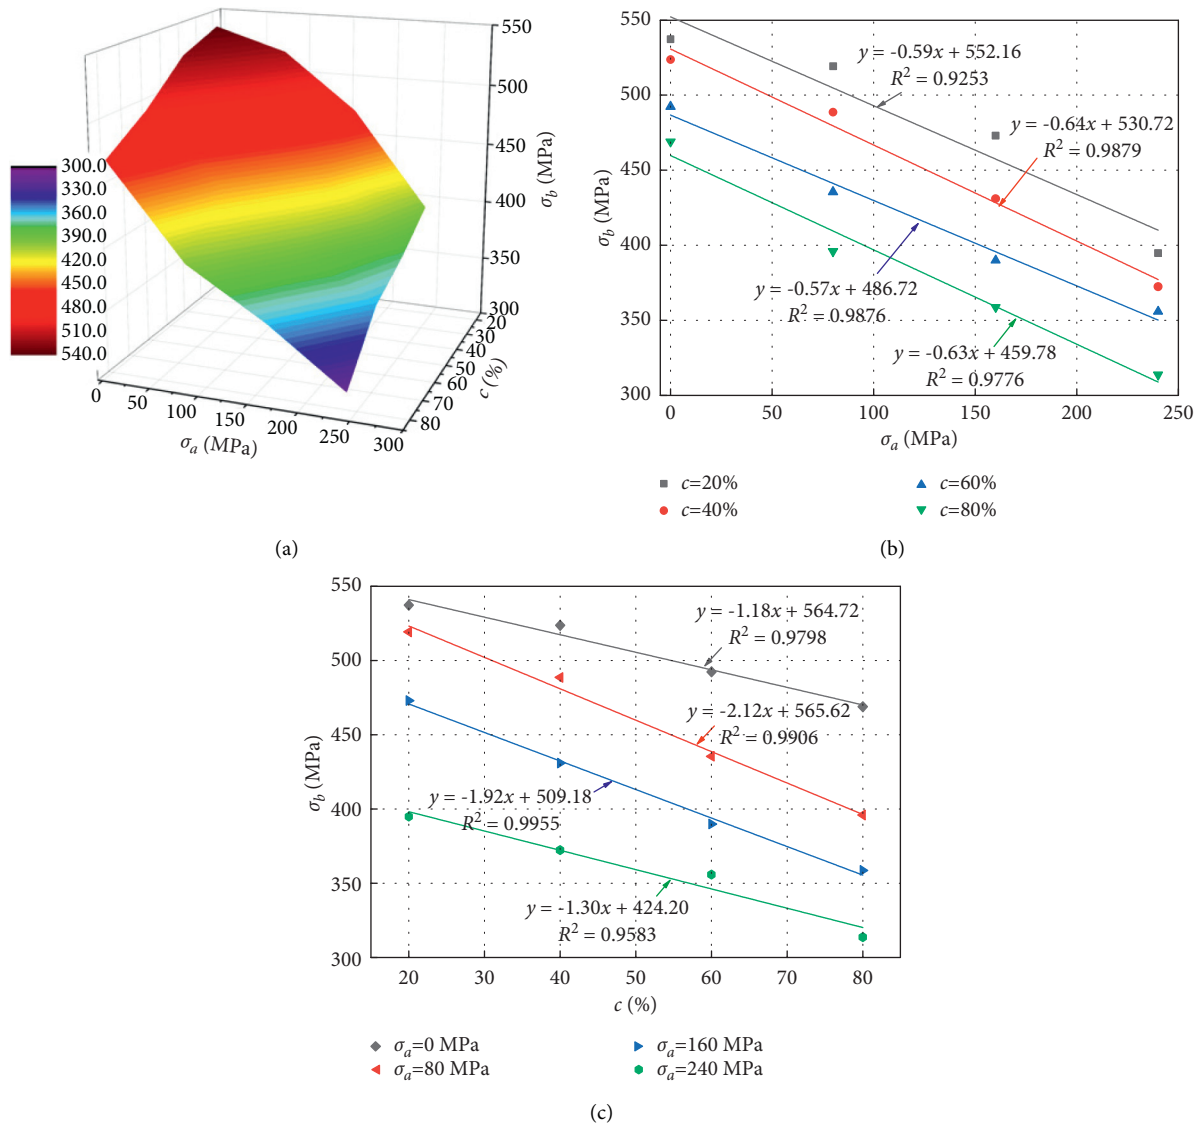 550
500
450
400
350
300
σb (MPa)
300.0
330.0
360.0
390.0
420.0
450.0
480.0
510.0
540.0
0
50
100
150
200
250
300
σa (MPa)
20
30
40
50
60
70
80
c (%)
(a)
550
500
450
400
350
300
σb (MPa)
y = -0.59x + 552.16
R² = 0.9253
y = -0.64x + 530.72
R² = 0.9879
y = -0.57x + 486.72
R² = 0.9876
y = -0.63x + 459.78
R² = 0.9776
0 50 100 150 200 250
σa (MPa)
c=20% c=60%
c=40% c=80%
(b)
550
500
450
400
350
300
σb (MPa)
y = -1.18x + 564.72
R² = 0.9798
y = -2.12x + 565.62
R² = 0.9906
y = -1.92x + 509.18
R² = 0.9955
y = -1.30x + 424.20
R² = 0.9583
20 30 40 50 60 70 80
c (%)
σa=0 MPa σa=160 MPa
σa=80 MPa σa=240 MPa
(c)